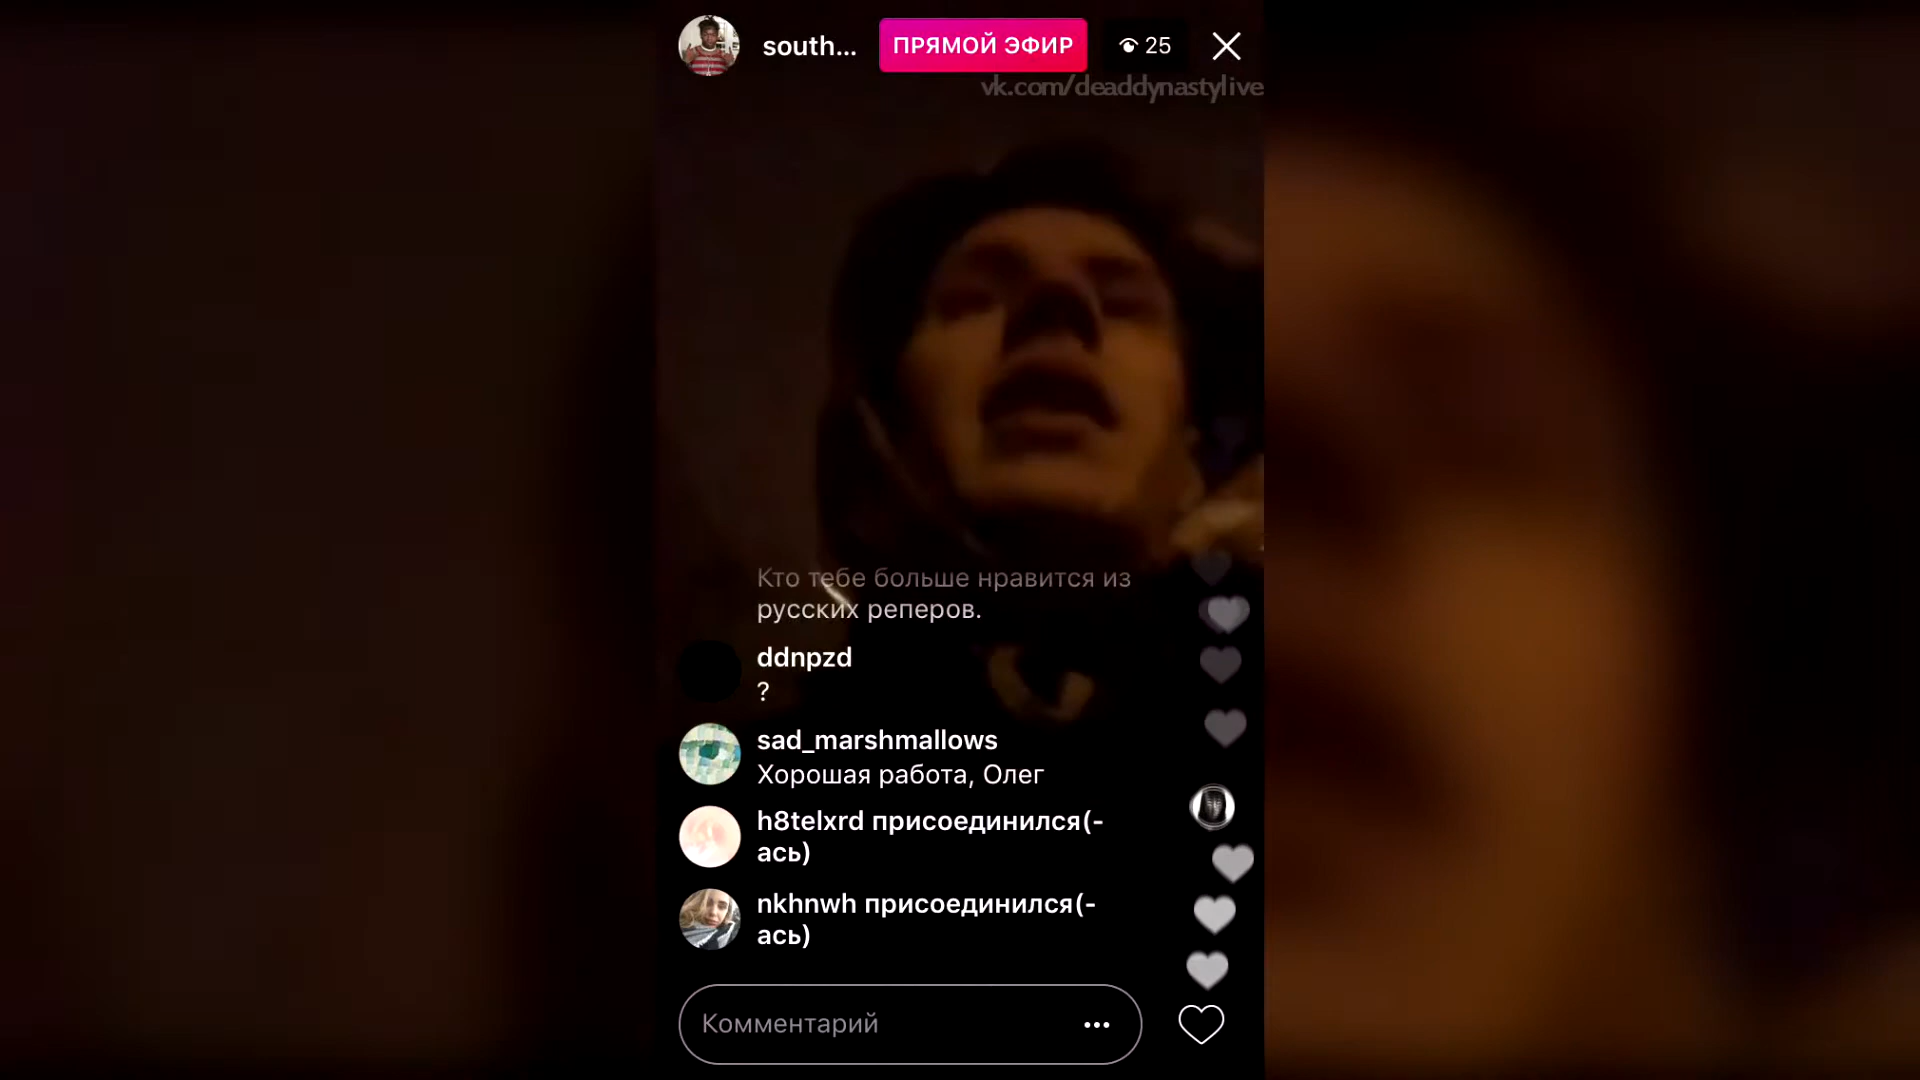 south...
ПРЯМОЙ ЭФИР
25
vk.com/deaddynastylive
Кто тебе больше нравится из
русских реперов.
ddnpzd
?
sad_marshmallows
Хорошая работа, Олег
h8telxrd присоединился(-
ась)
nkhnwh присоединился(-
ась)
Комментарий